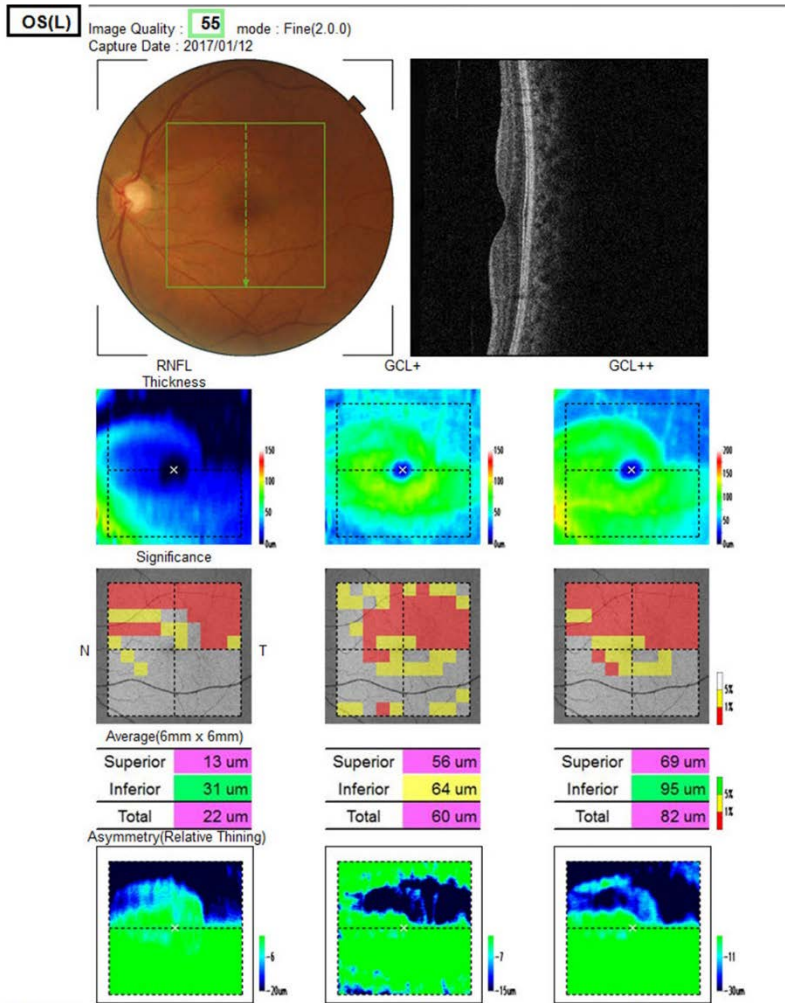 OS(L) Image Quality : 55 mode : Fine(2.0.0)
Capture Date : 2017/01/12
RNFL GCL+ GCL++
Thickness
150 150 200
100 100 150
50 50 100
0um 0um 50
0um
Significance
N T
5%
1%
Average(6mm x 6mm)
Superior 13 um Superior 56 um Superior 69 um
Inferior 31 um Inferior 64 um Inferior 95 um
5%
1%
Total 22 um Total 60 um Total 82 um
Asymmetry(Relative Thining)
-6 -7 -11
-20um -15um -30um